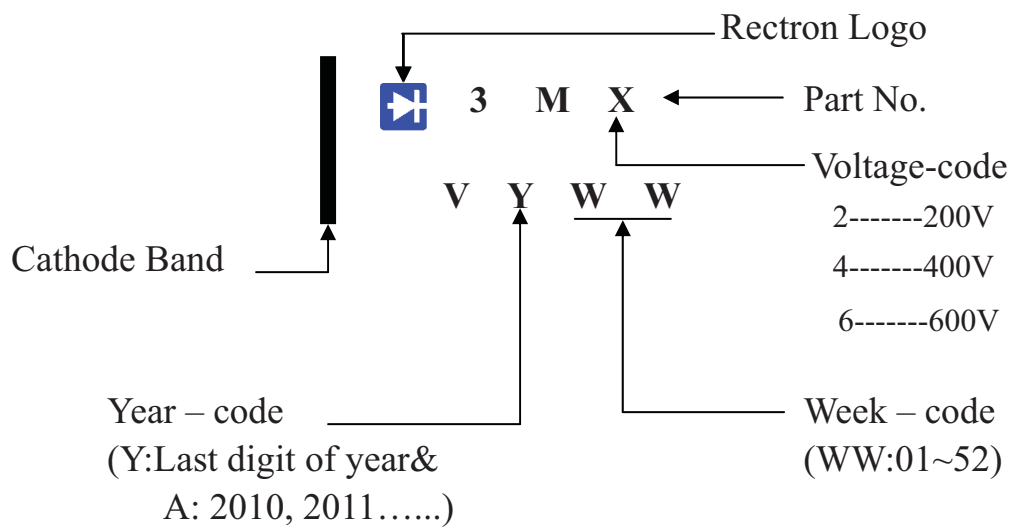 Rectron Logo
3 M X
Part No.
Voltage-code
V Y W W
2-------200V
Cathode Band
4-------400V
6-------600V
Year – code
Week – code
(Y:Last digit of year&
(WW:01~52)
A: 2010, 2011…...)